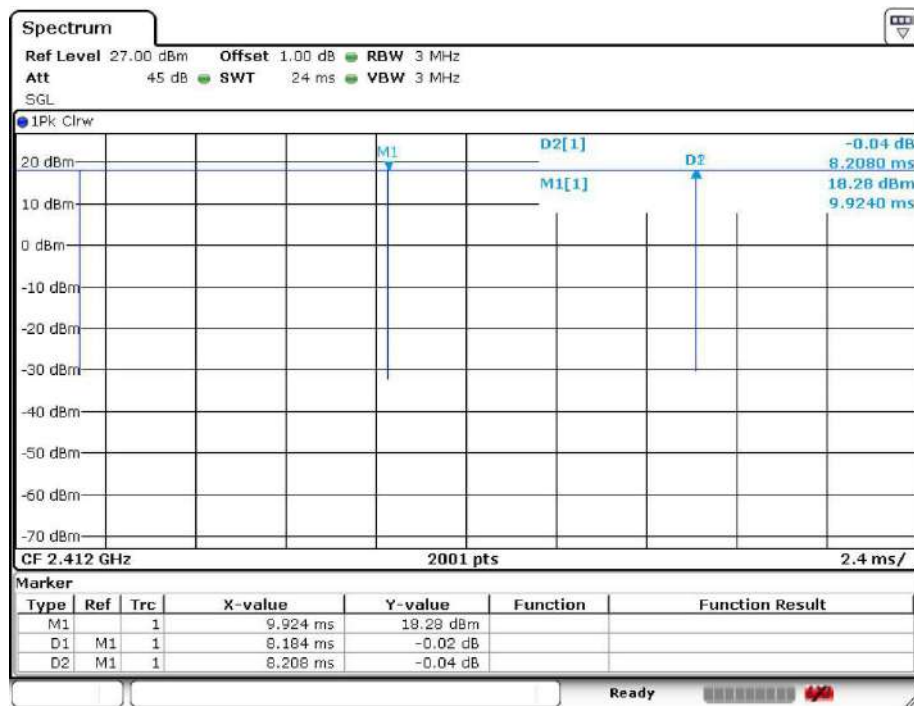 Spectrum
Ref Level 27.00 dBm Offset 1.00 dB RBW 3 MHz
Att 45 dB SWT 24 ms VBW 3 MHz
SGL
1Pk Clrw
D2[1] -0.04 dB
8.2080 ms
M1[1] 18.28 dBm
9.9240 ms
M1
D2
20 dBm
10 dBm
0 dBm
-10 dBm
-20 dBm
-30 dBm
-40 dBm
-50 dBm
-60 dBm
-70 dBm
CF 2.412 GHz 2001 pts 2.4 ms/
Marker
Type Ref Trc X-value Y-value Function Function Result
M1 1 9.924 ms 18.28 dBm
D1 M1 1 8.184 ms -0.02 dB
D2 M1 1 8.208 ms -0.04 dB
Ready